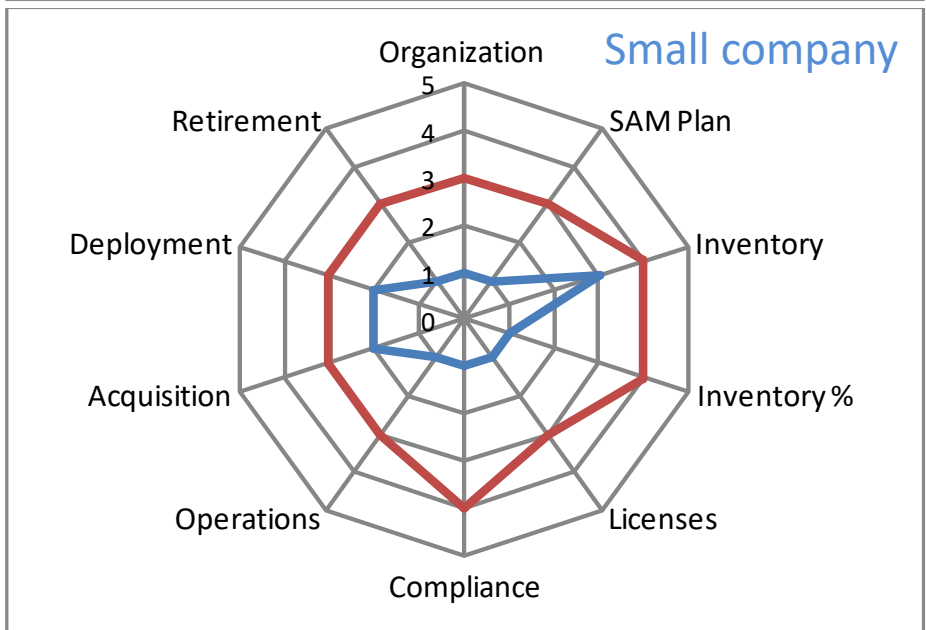 Small company
Organization
SAM Plan
Inventory
Inventory %
Licenses
Compliance
Operations
Acquisition
Deployment
Retirement
5
4
3
2
1
0